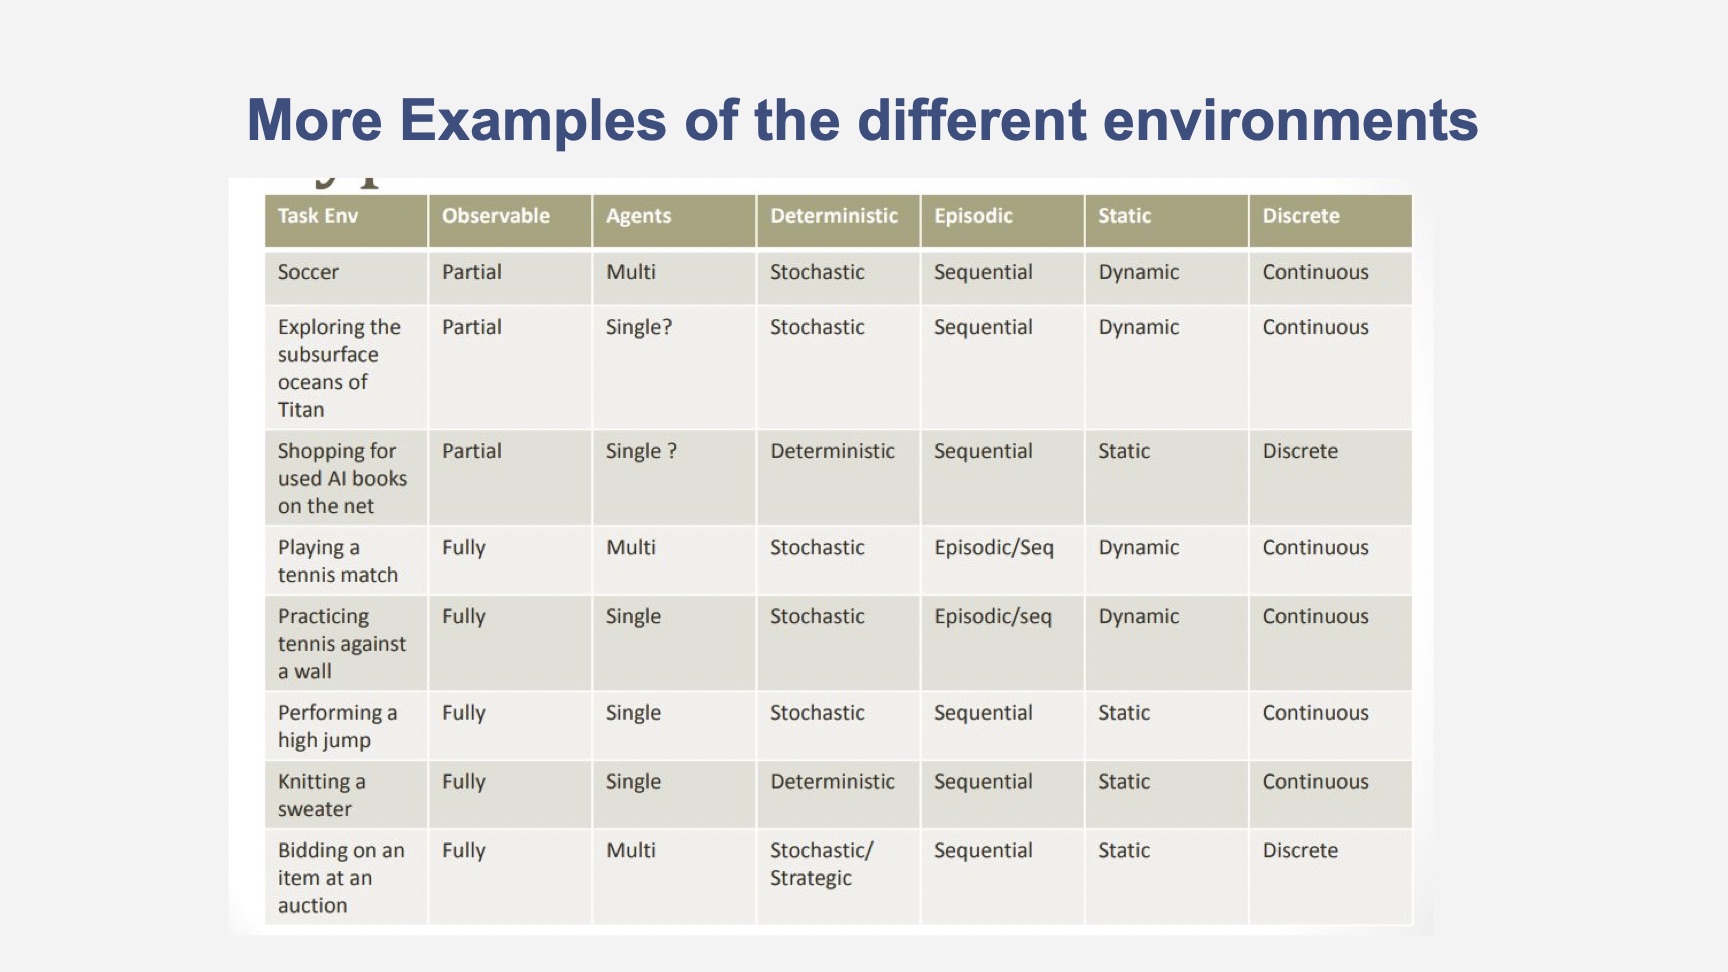 More Examples of the different environments
Task Env Observable Agents Deterministic Episodic Static Discrete
Soccer Partial Multi Stochastic Sequential Dynamic Continuous
Exploring the Partial Single? Stochastic Sequential Dynamic Continuous
subsurface
oceans of
Titan
Shopping for Partial Single ? Deterministic Sequential Static Discrete
used AI books
on the net
Playing a Fully Multi Stochastic Episodic/Seq Dynamic Continuous
tennis match
Practicing Fully Single Stochastic Episodic/seq Dynamic Continuous
tennis against
a wall
Performing a Fully Single Stochastic Sequential Static Continuous
high jump
Knitting a Fully Single Deterministic Sequential Static Continuous
sweater
Bidding on an Fully Multi Stochastic/ Sequential Static Discrete
item at an Strategic
auction